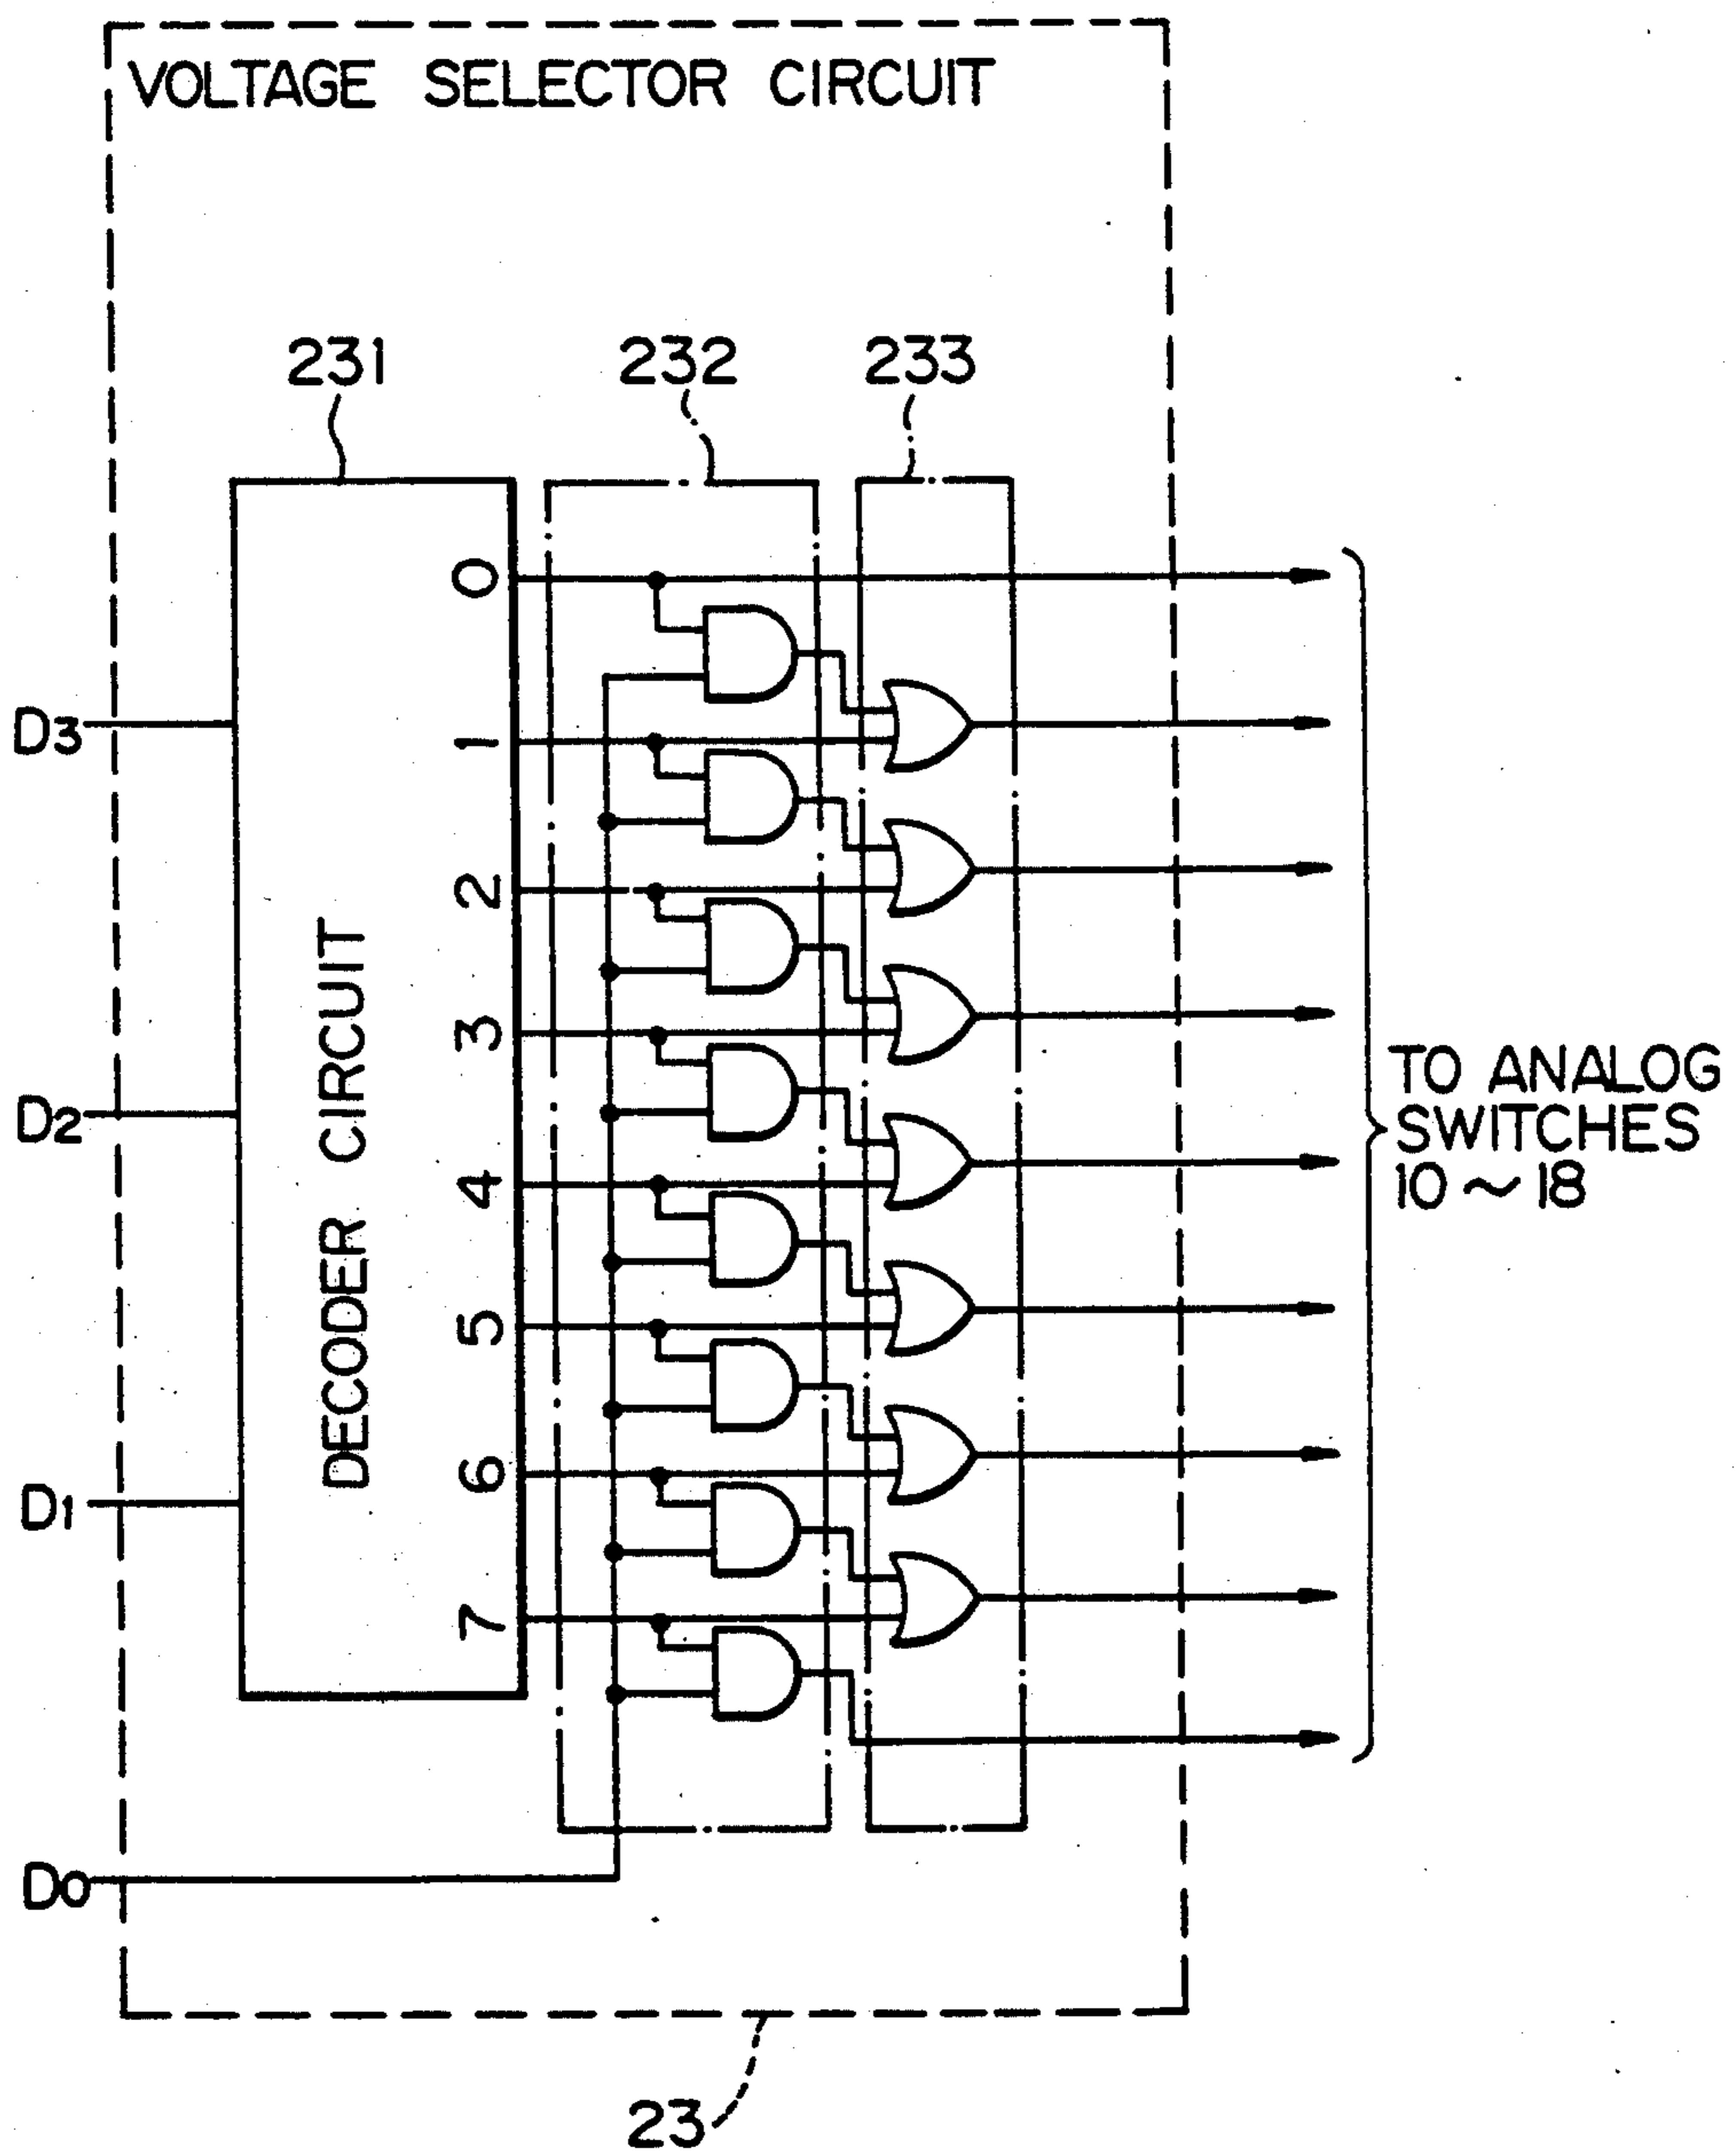 VOLTAGE SELECTOR CIRCUIT
231
232
233
0
D3
1
2
3
DECODER CIRCUIT
TO ANALOG
SWITCHES
10~18
D2
4
5
6
D1
7
D0
23